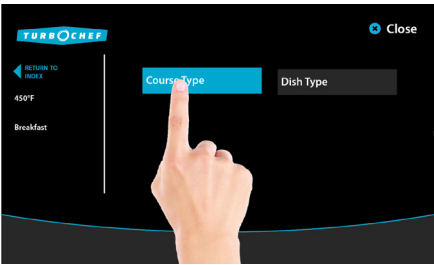 TURBOCHEF
Close
RETURN TO
INDEX
450°F
Breakfast
Course Type
Dish Type